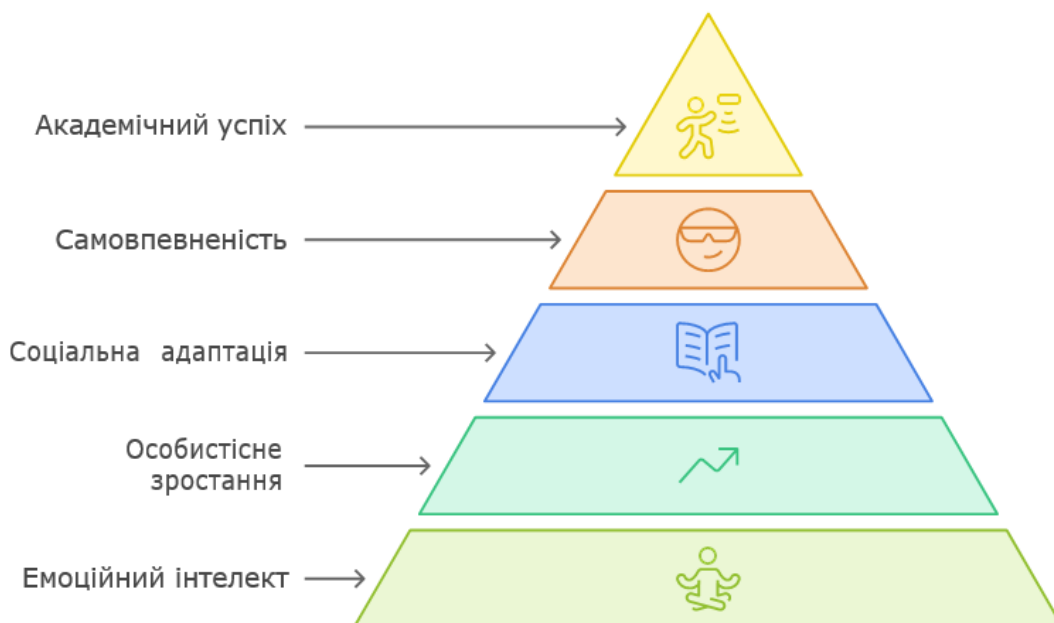 Академічний успіх
Самовпевненість
Соціальна адаптація
Особистісне
зростання
Емоційний інтелект